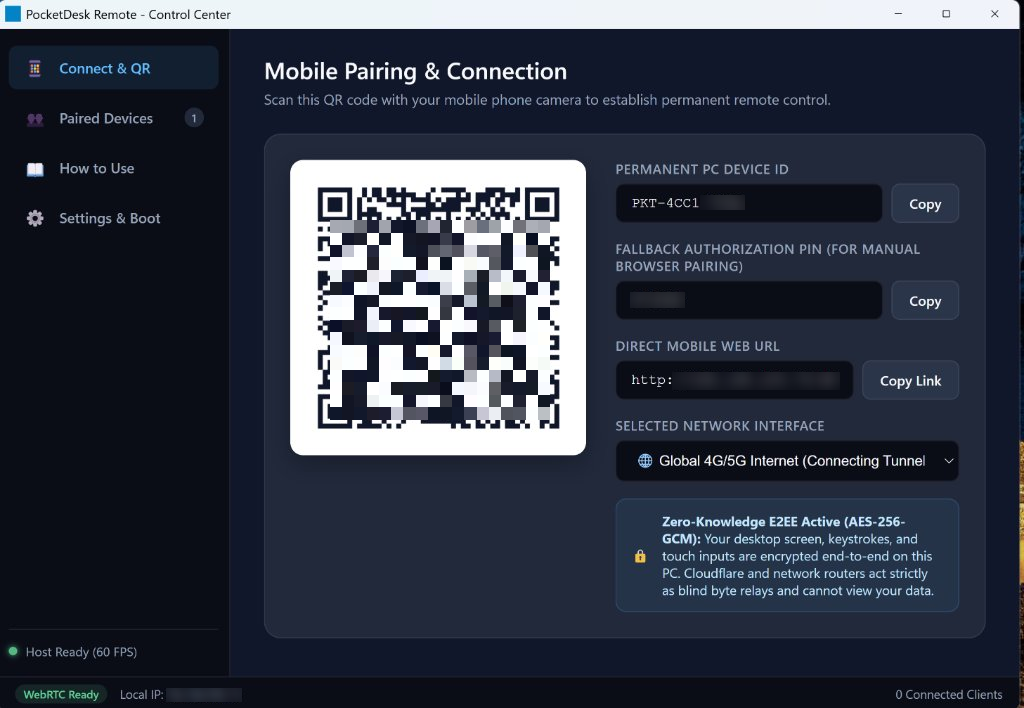 PocketDesk Remote - Control Center
Connect & QR
Paired Devices 1
How to Use
Settings & Boot
Host Ready (60 FPS)
Mobile Pairing & Connection
Scan this QR code with your mobile phone camera to establish permanent remote control.
PERMANENT PC DEVICE ID
PKT-4CC1
Copy
FALLBACK AUTHORIZATION PIN (FOR MANUAL
BROWSER PAIRING)
Copy
DIRECT MOBILE WEB URL
http:
Copy Link
SELECTED NETWORK INTERFACE
Global 4G/5G Internet (Connecting Tunnel
Zero-Knowledge E2EE Active (AES-256-
GCM): Your desktop screen, keystrokes, and
touch inputs are encrypted end-to-end on this
PC. Cloudflare and network routers act strictly
as blind byte relays and cannot view your data.
WebRTC Ready
Local IP:
0 Connected Clients